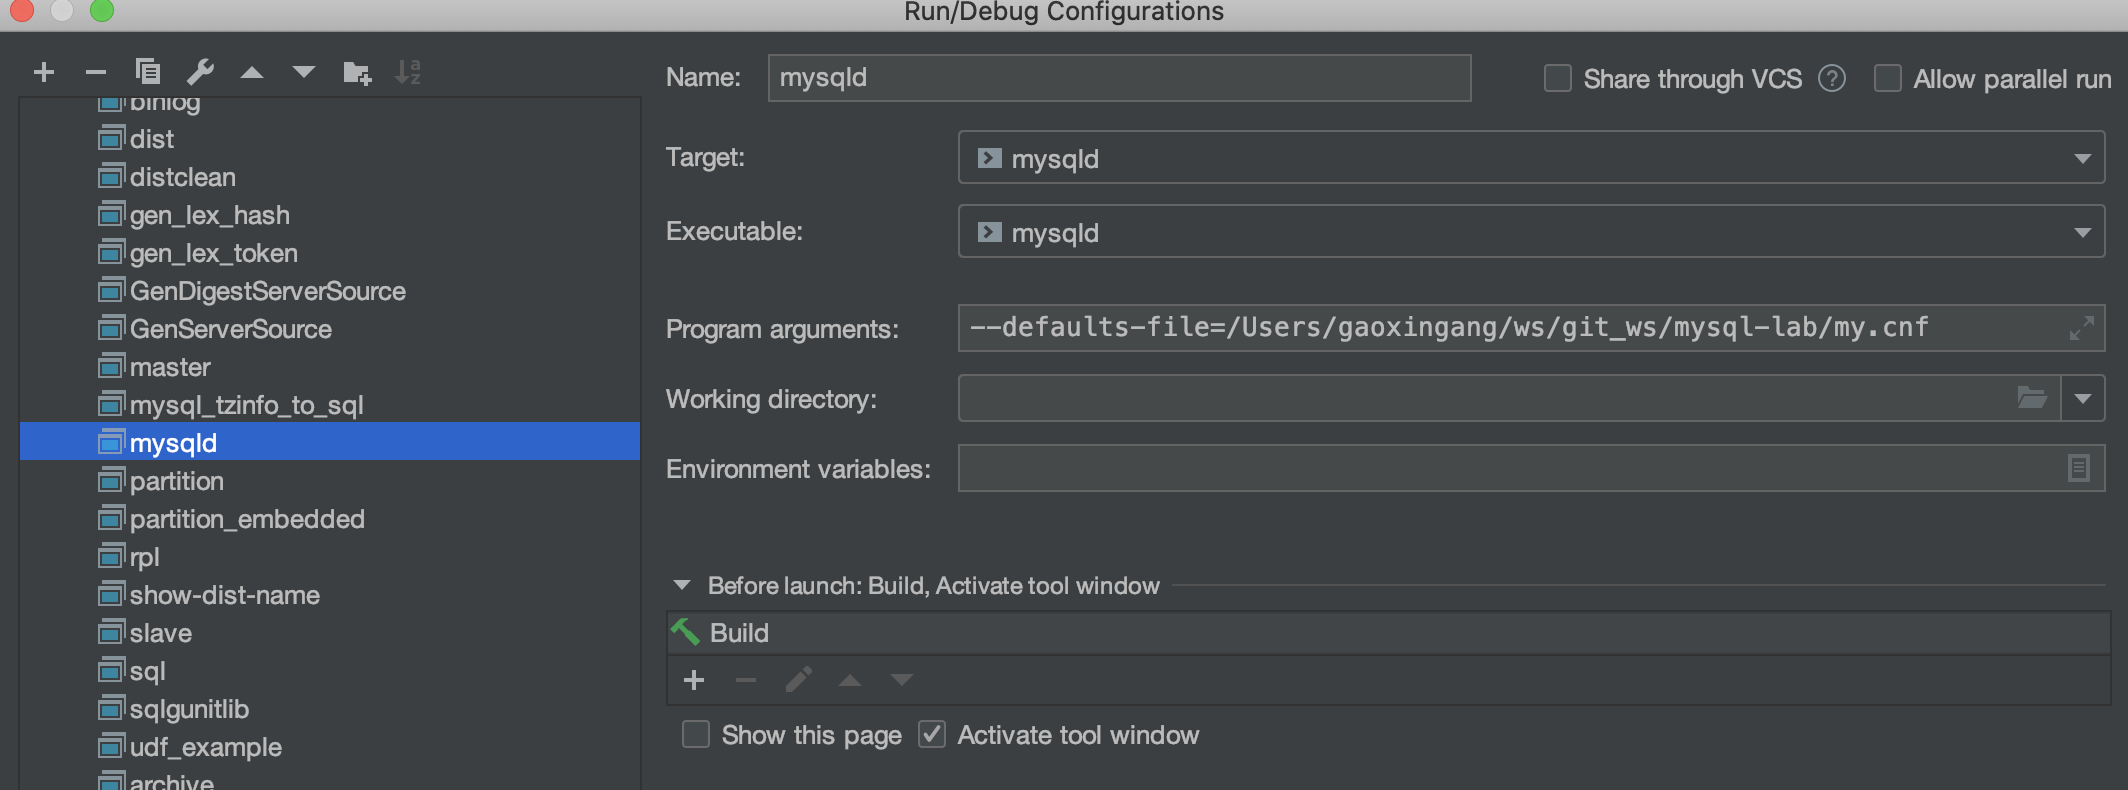 Run/Debug Configurations
Name: mysqld Share through VCS ? Allow parallel run
binlog
dist
distclean
gen_lex_hash
gen_lex_token
GenDigestServerSource
GenServerSource
master
mysql_tzinfo_to_sql
mysqld
partition
partition_embedded
rpl
show-dist-name
slave
sql
sqlgunitlib
udf_example
archive
Target: mysqld
Executable: mysqld
Program arguments: --defaults-file=/Users/gaoxingang/ws/git_ws/mysql-lab/my.cnf
Working directory:
Environment variables:
Before launch: Build, Activate tool window
Build
Show this page Activate tool window